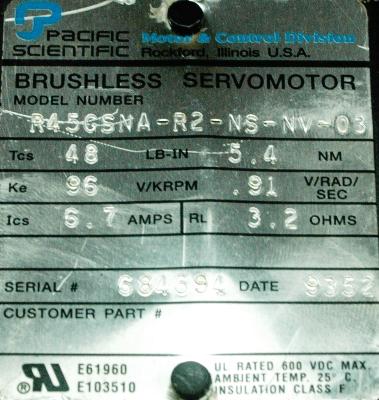 PACIFIC Motor & Control Division
SCIENTIFIC Rockford, Illinois U.S.A.
BRUSHLESS SERVOMOTOR
MODEL NUMBER
R45GSNA-R2-NS-NV-03
Tcs 48 LB-IN 5.4 NM
Ke 96 V/KRPM .91 V/RAD/SEC
Ics 6.7 AMPS RL 3.2 OHMS
SERIAL # 684694 DATE 9352
CUSTOMER PART #
E61960
E103510
UL RATED 600 VDC MAX.
AMBIENT TEMP. 25° C.
INSULATION CLASS F